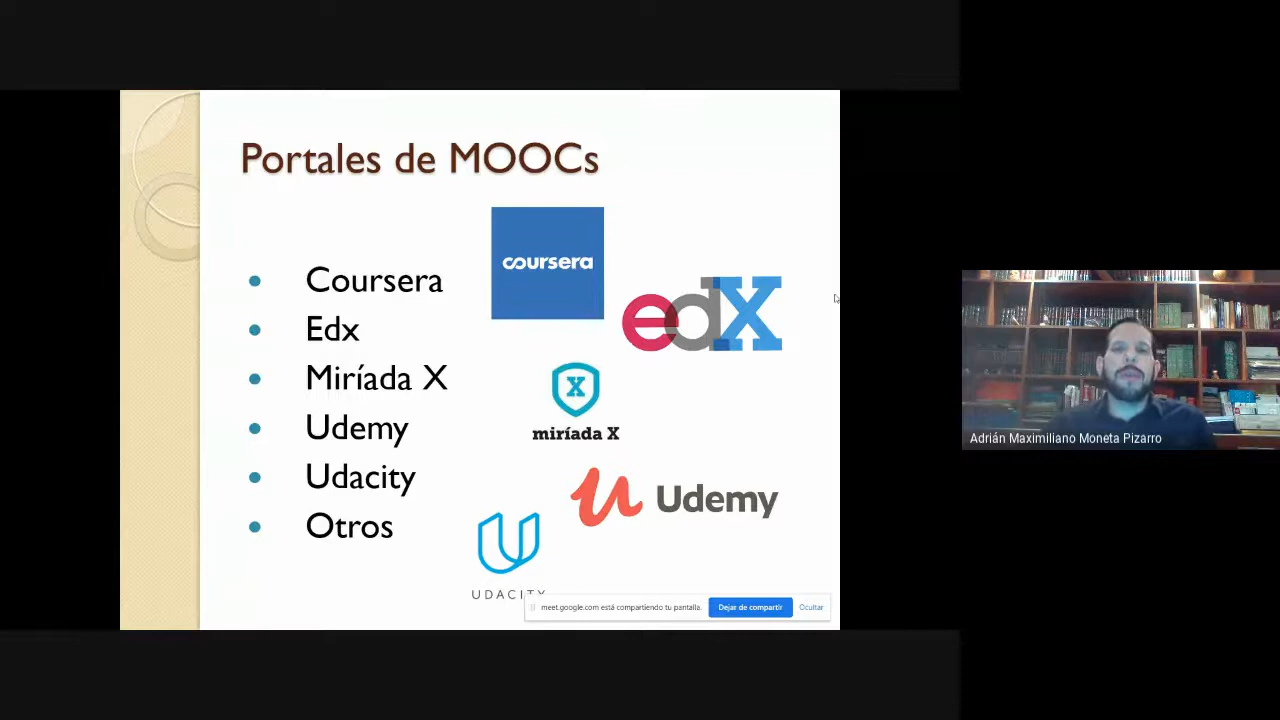 Portales de MOOCs
Coursera
Edx
Miríada X
Udemy
Udacity
Otros
coursera
edX
X
miríada X
Udemy
UDACITY
meet.google.com está compartiendo tu pantalla.
Dejar de compartir
Ocultar
Adrián Maximiliano Moneta Pizarro